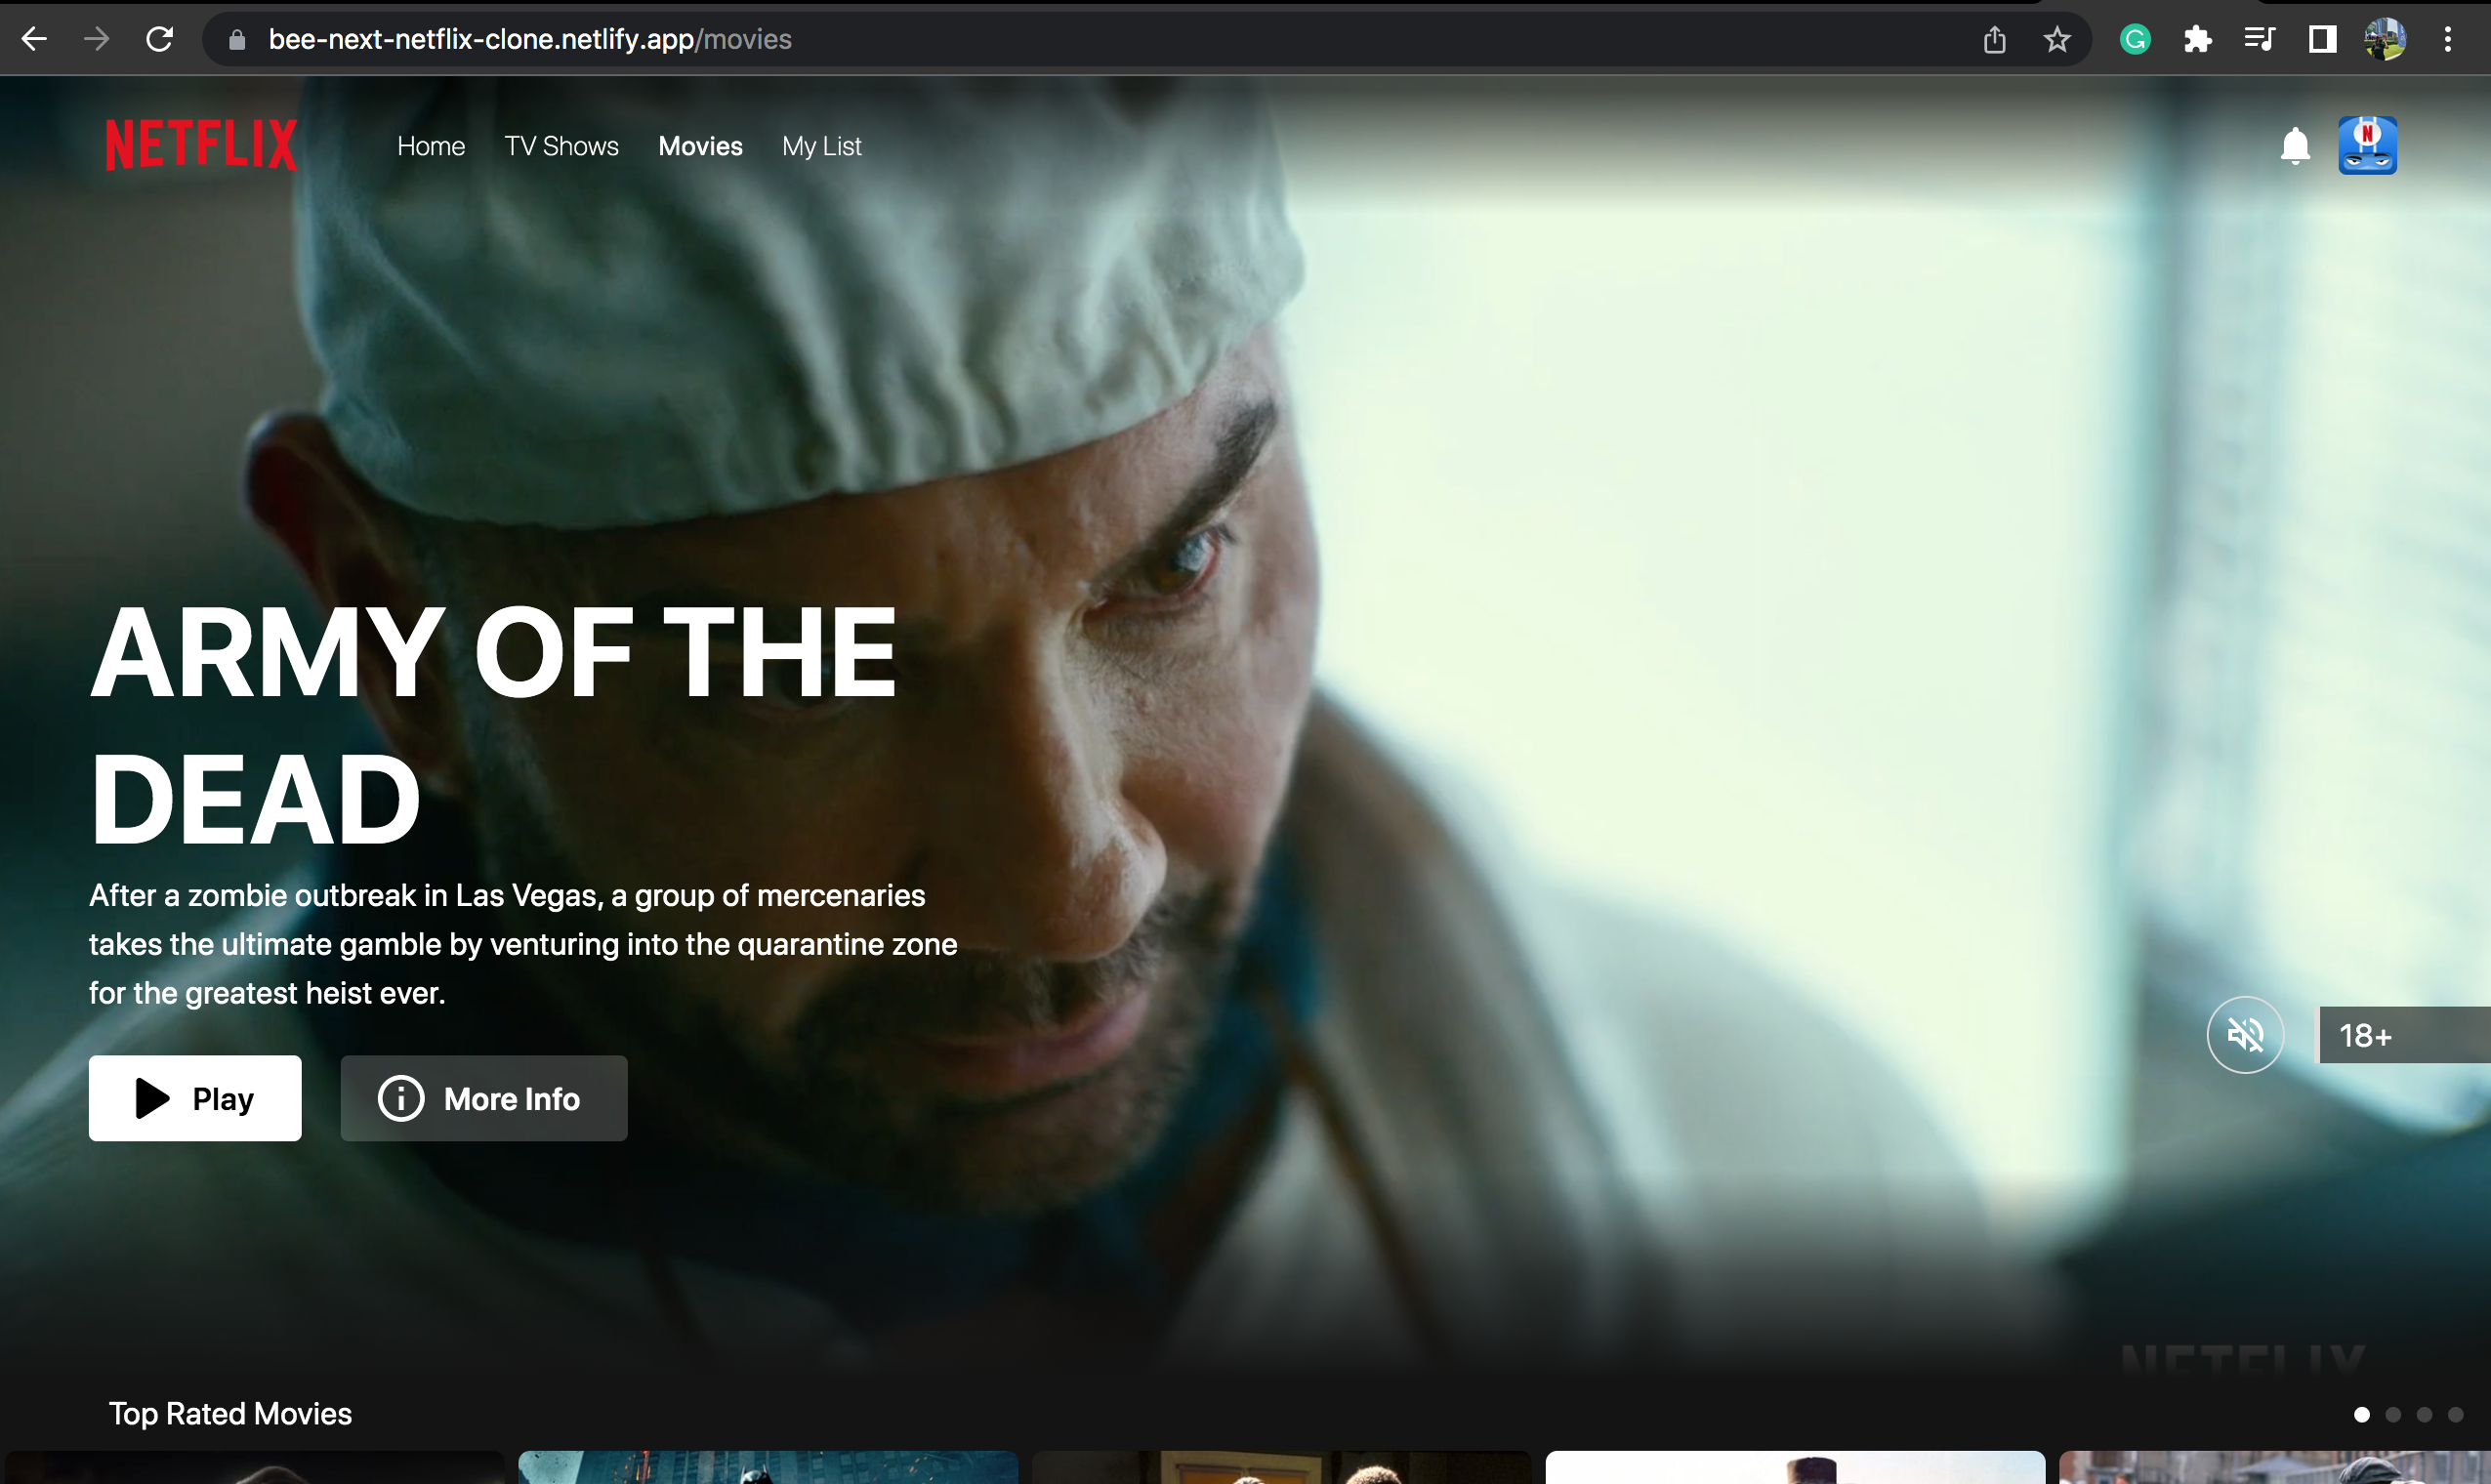 bee-next-netflix-clone.netlify.app/movies
NETFLIX
Home
TV Shows
Movies
My List
N
ARMY OF THE
DEAD
After a zombie outbreak in Las Vegas, a group of mercenaries
takes the ultimate gamble by venturing into the quarantine zone
for the greatest heist ever.
Play
More Info
18+
NETFLIX
Top Rated Movies